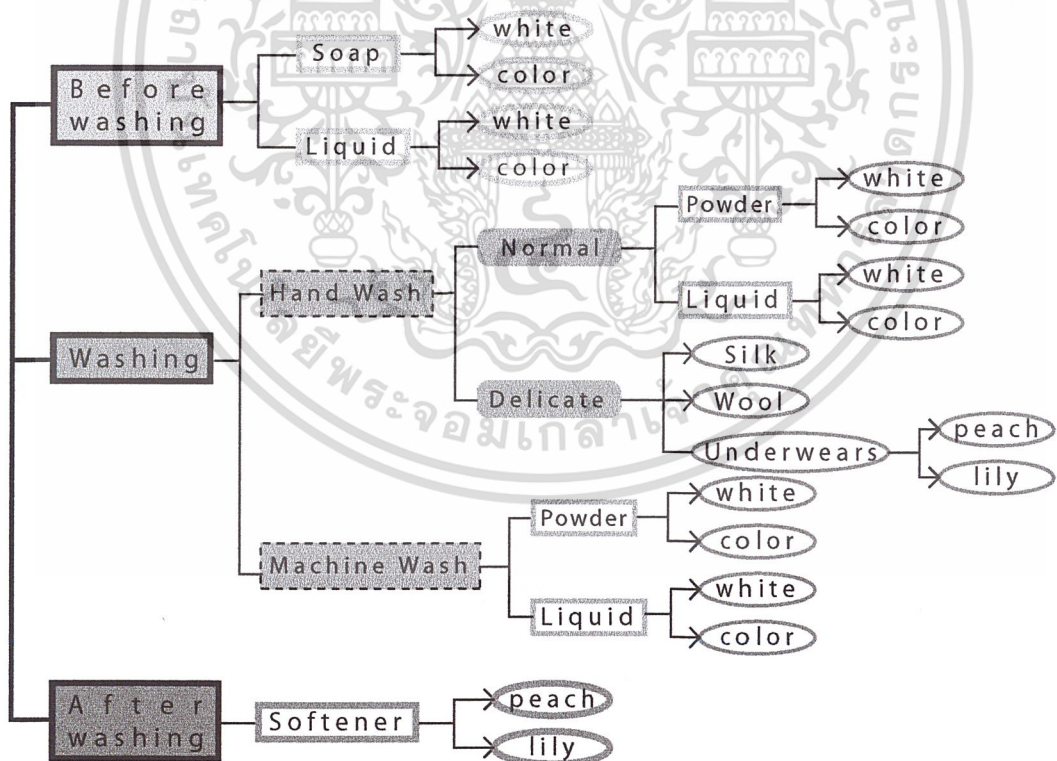 Before
washing
Soap
white
color
Liquid
white
color
Washing
Hand Wash
Normal
Powder
white
color
Liquid
white
color
Delicate
Silk
Wool
Underwears
peach
lily
Machine Wash
Powder
white
color
Liquid
white
color
After
washing
Softener
peach
lily